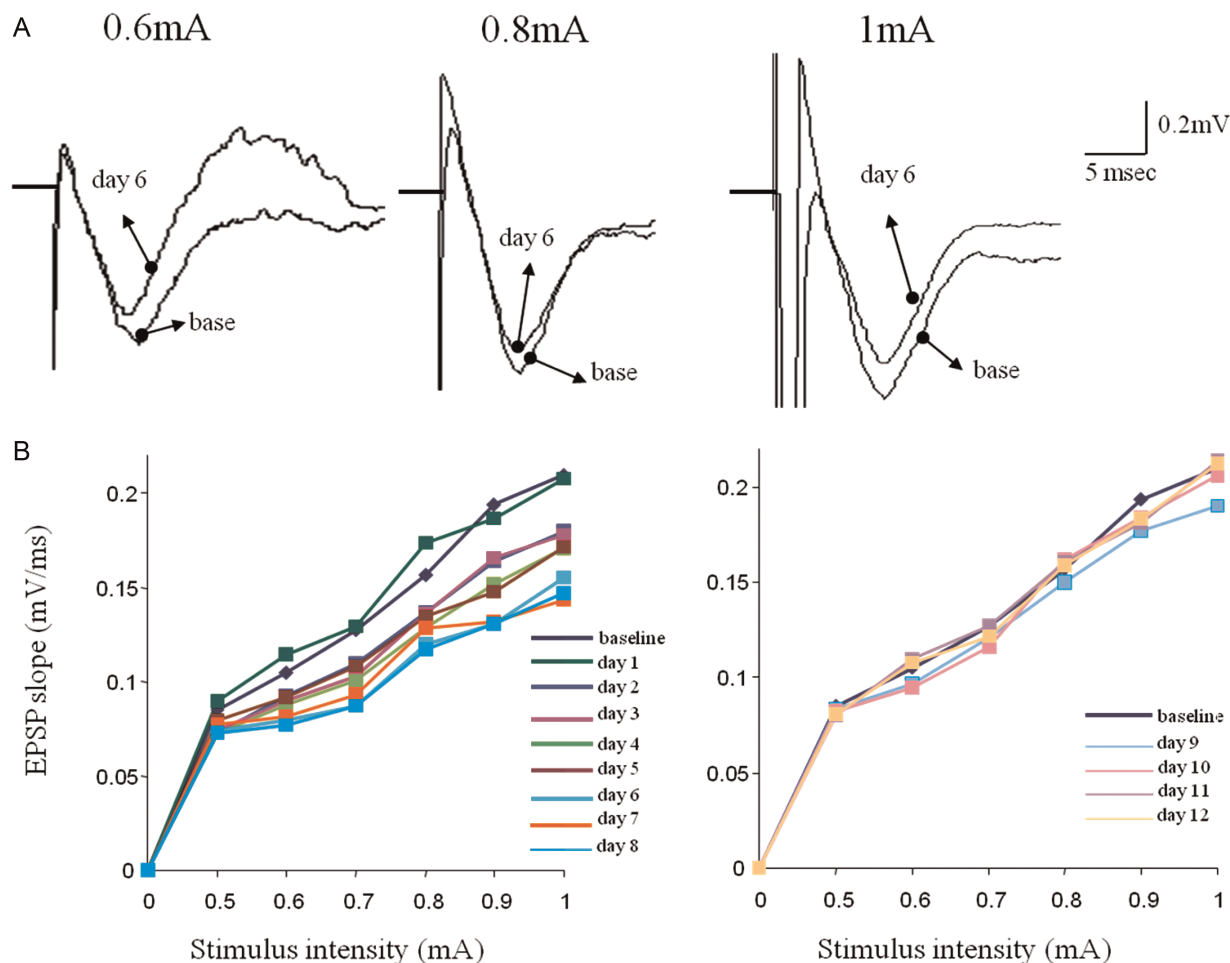 A
0.6mA
0.8mA
1mA
0.2mV
5 msec
day 6
base
day 6
base
day 6
base
B
EPSP slope (mV/ms)
0.2
0.15
0.1
0.05
0
0 0.5 0.6 0.7 0.8 0.9 1
Stimulus intensity (mA)
baseline
day 1
day 2
day 3
day 4
day 5
day 6
day 7
day 8
0.2
0.15
0.1
0.05
0
0 0.5 0.6 0.7 0.8 0.9 1
Stimulus intensity (mA)
baseline
day 9
day 10
day 11
day 12